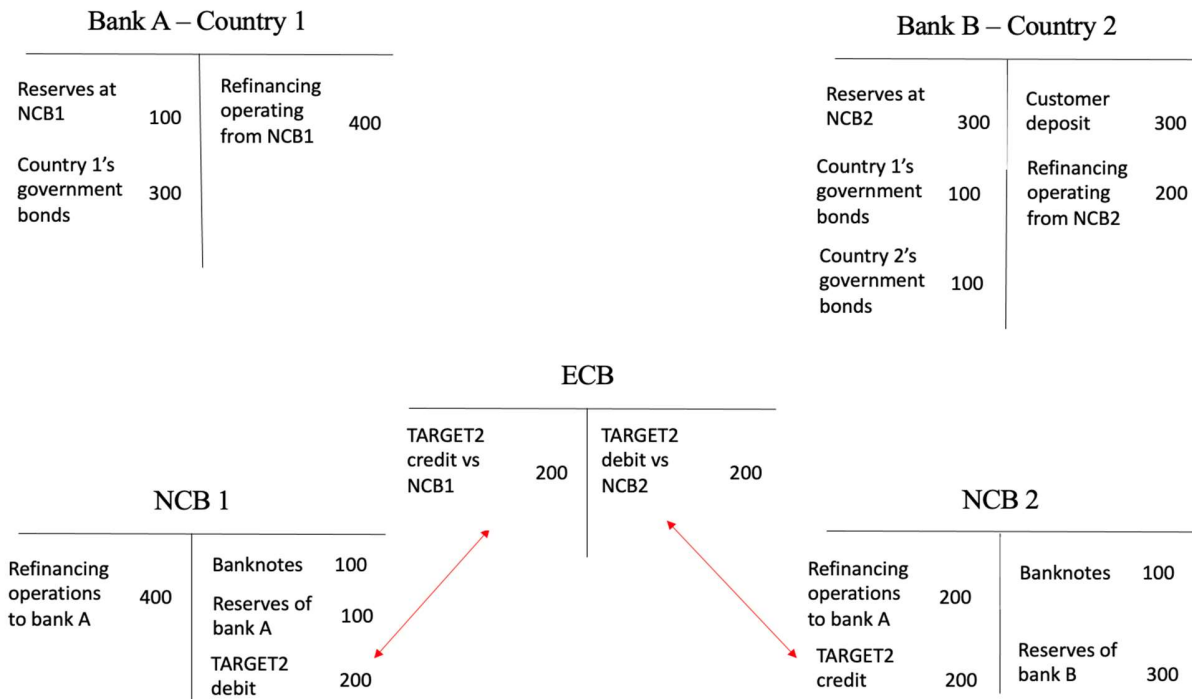 Bank A – Country 1
Reserves at
NCB1
100
Country 1's
government
bonds
300
Refinancing
operating
from NCB1
400
Bank B – Country 2
Reserves at
NCB2
300
Country 1's
government
bonds
100
Country 2's
government
bonds
100
Customer
deposit
300
Refinancing
operating
from NCB2
200
ECB
TARGET2
credit vs
NCB1
200
TARGET2
debit vs
NCB2
200
NCB 1
Refinancing
operations
to bank A
400
Banknotes 100
Reserves of
bank A
100
TARGET2
debit
200
NCB 2
Refinancing
operations
to bank A
200
TARGET2
credit
200
Banknotes 100
Reserves of
bank B
300